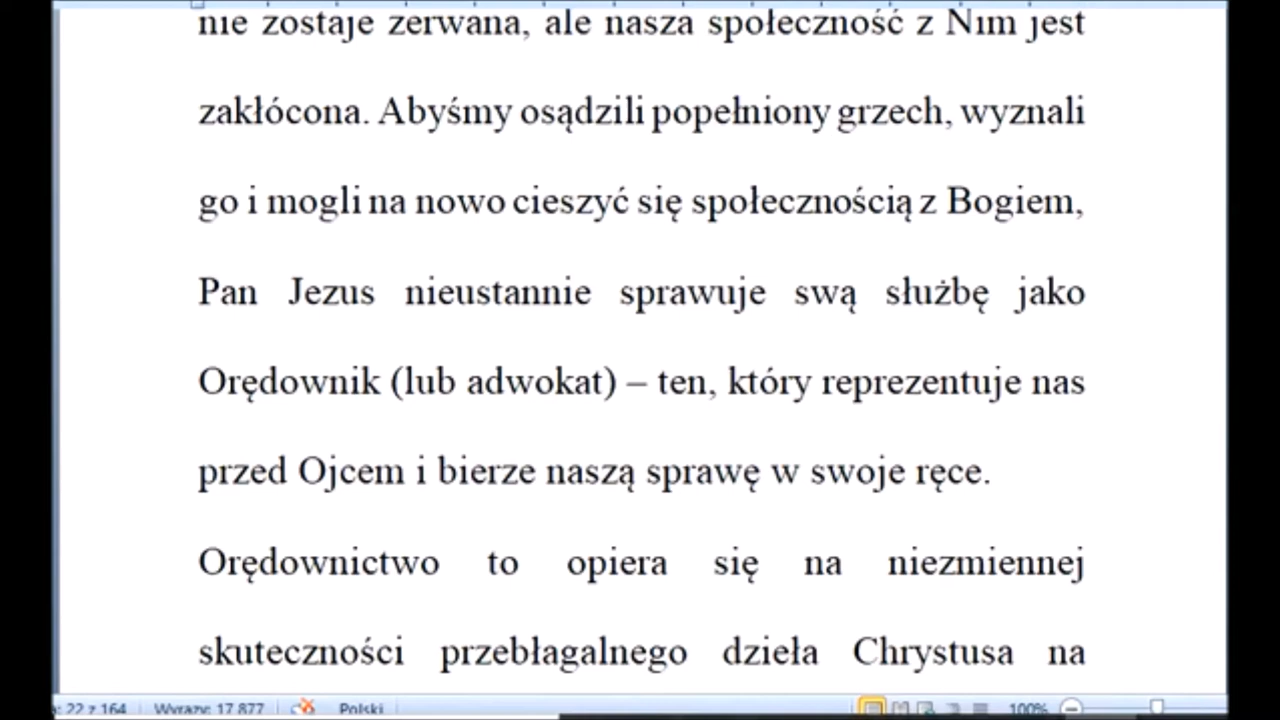 nie zostaje zerwana, ale nasza społeczność z Nim jest
zakłócona. Abyśmy osądzili popełniony grzech, wyznali
go i mogli na nowo cieszyć się społecznością z Bogiem,
Pan Jezus nieustannie sprawuje swą służbę jako
Orędownik (lub adwokat) – ten, który reprezentuje nas
przed Ojcem i bierze naszą sprawę w swoje ręce.
Orędownictwo to opiera się na niezmiennej
skuteczności przebłagalnego dzieła Chrystusa na
: 22 z 164 Wyrazy: 17 877 Polski 100%